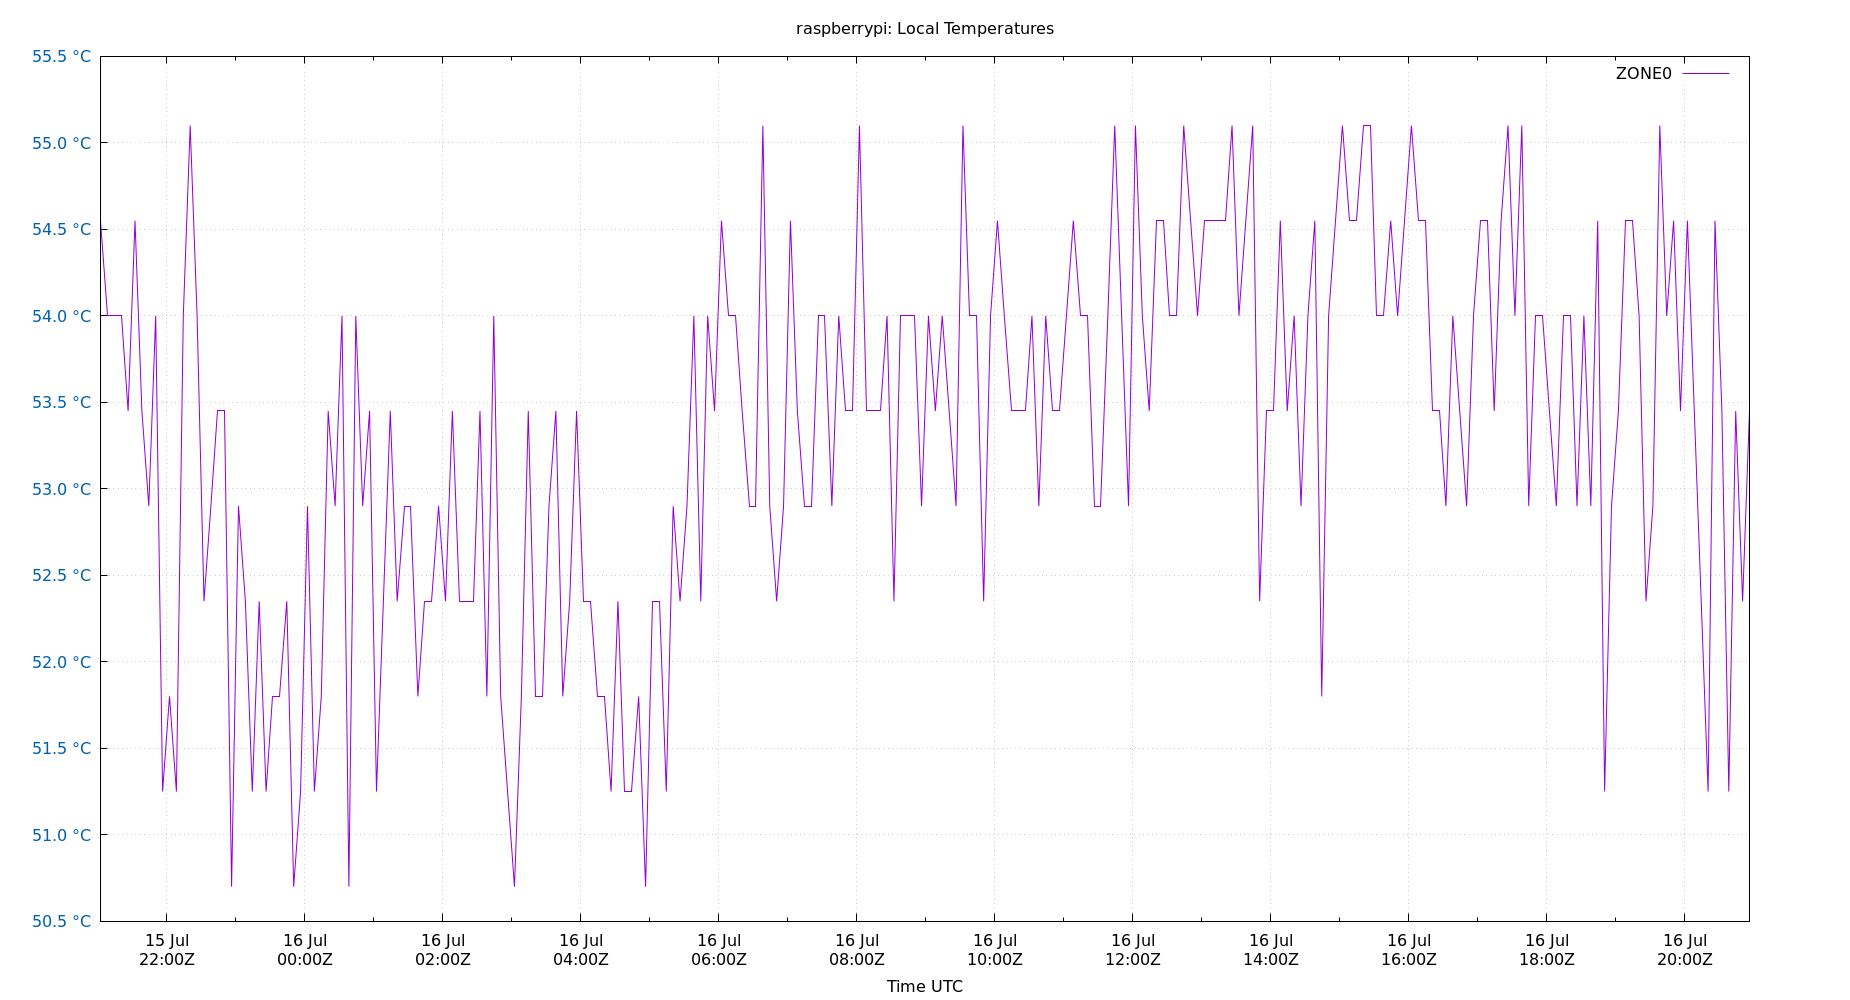 raspberrypi: Local Temperatures
55.5 °C
55.0 °C
54.5 °C
54.0 °C
53.5 °C
53.0 °C
52.5 °C
52.0 °C
51.5 °C
51.0 °C
50.5 °C
ZONE0
15 Jul 16 Jul 16 Jul 16 Jul 16 Jul 16 Jul 16 Jul 16 Jul 16 Jul 16 Jul 16 Jul 16 Jul
22:00Z 00:00Z 02:00Z 04:00Z 06:00Z 08:00Z 10:00Z 12:00Z 14:00Z 16:00Z 18:00Z 20:00Z
Time UTC